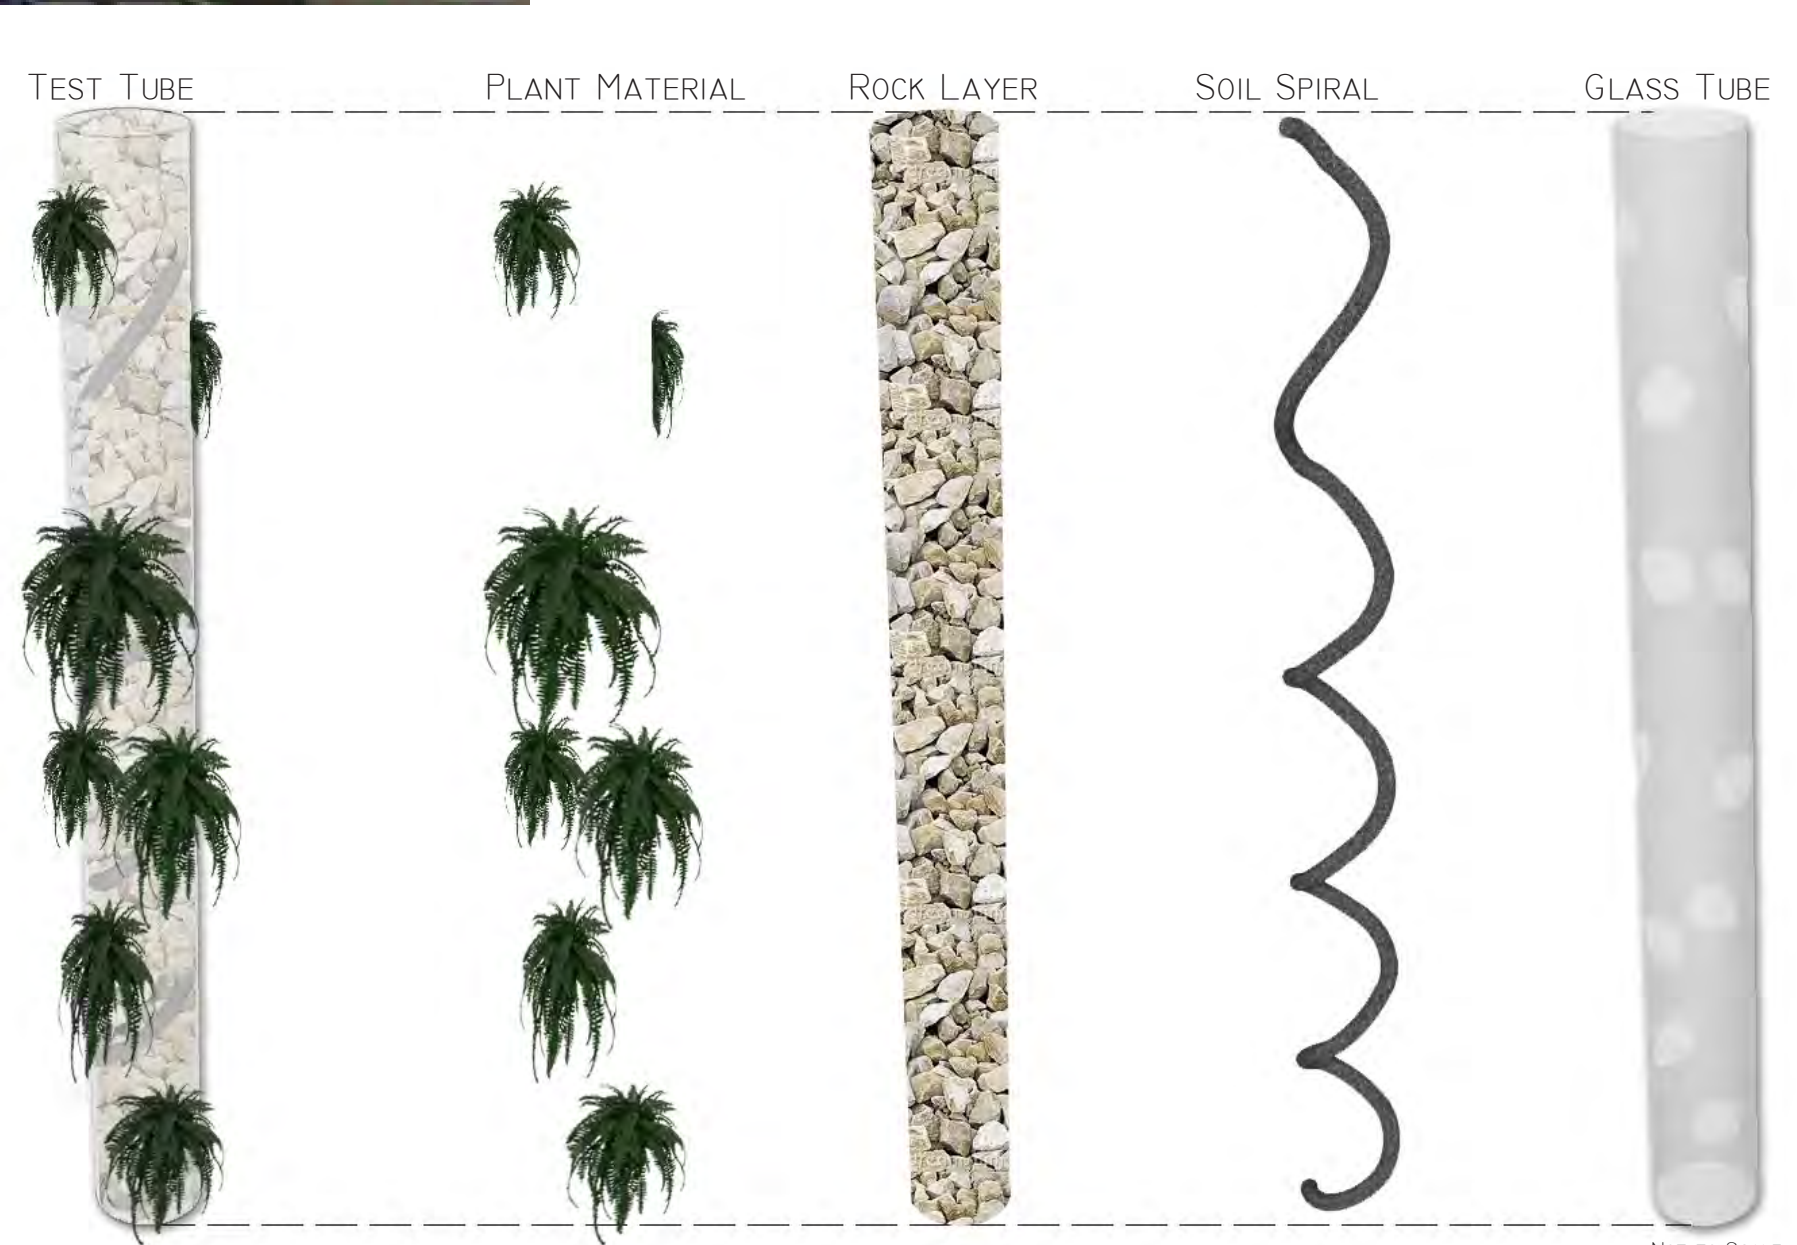 TEST TUBE
PLANT MATERIAL
ROCK LAYER
SOIL SPIRAL
GLASS TUBE